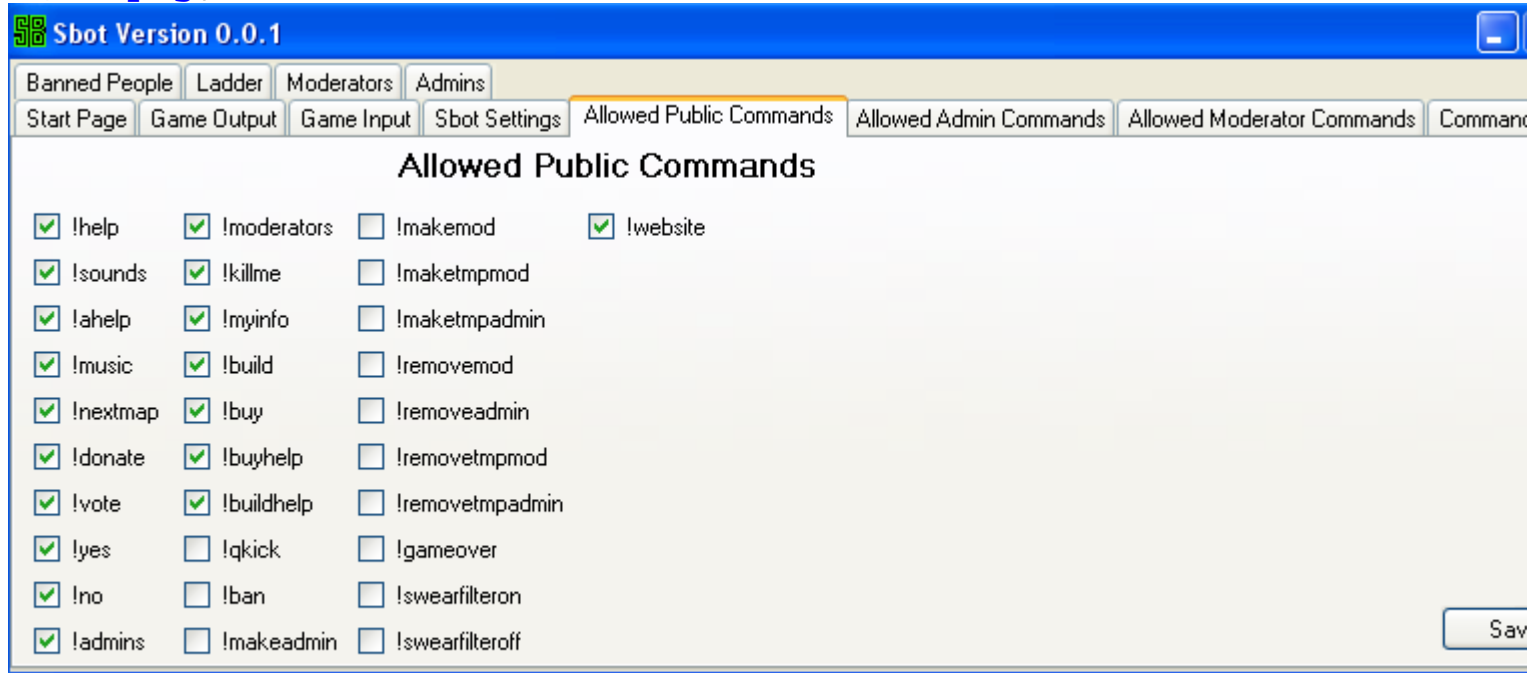 Sbot Version 0.0.1
Banned People Ladder Moderators Admins
Start Page Game Output Game Input Sbot Settings Allowed Public Commands Allowed Admin Commands Allowed Moderator Commands
Allowed Public Commands
!help !moderators !makemod !website
!sounds !killme !maketmpmod
!ahelp !myinfo !maketmpadmin
!music !build !removemod
!nextmap !buy !removeadmin
!donate !buyhelp !removetmpmod
!vote !buildhelp !removetmpadmin
!yes !qkick !gameover
!no !ban !swearfilteron
!admins !makeadmin !swearfilteroff
Sav